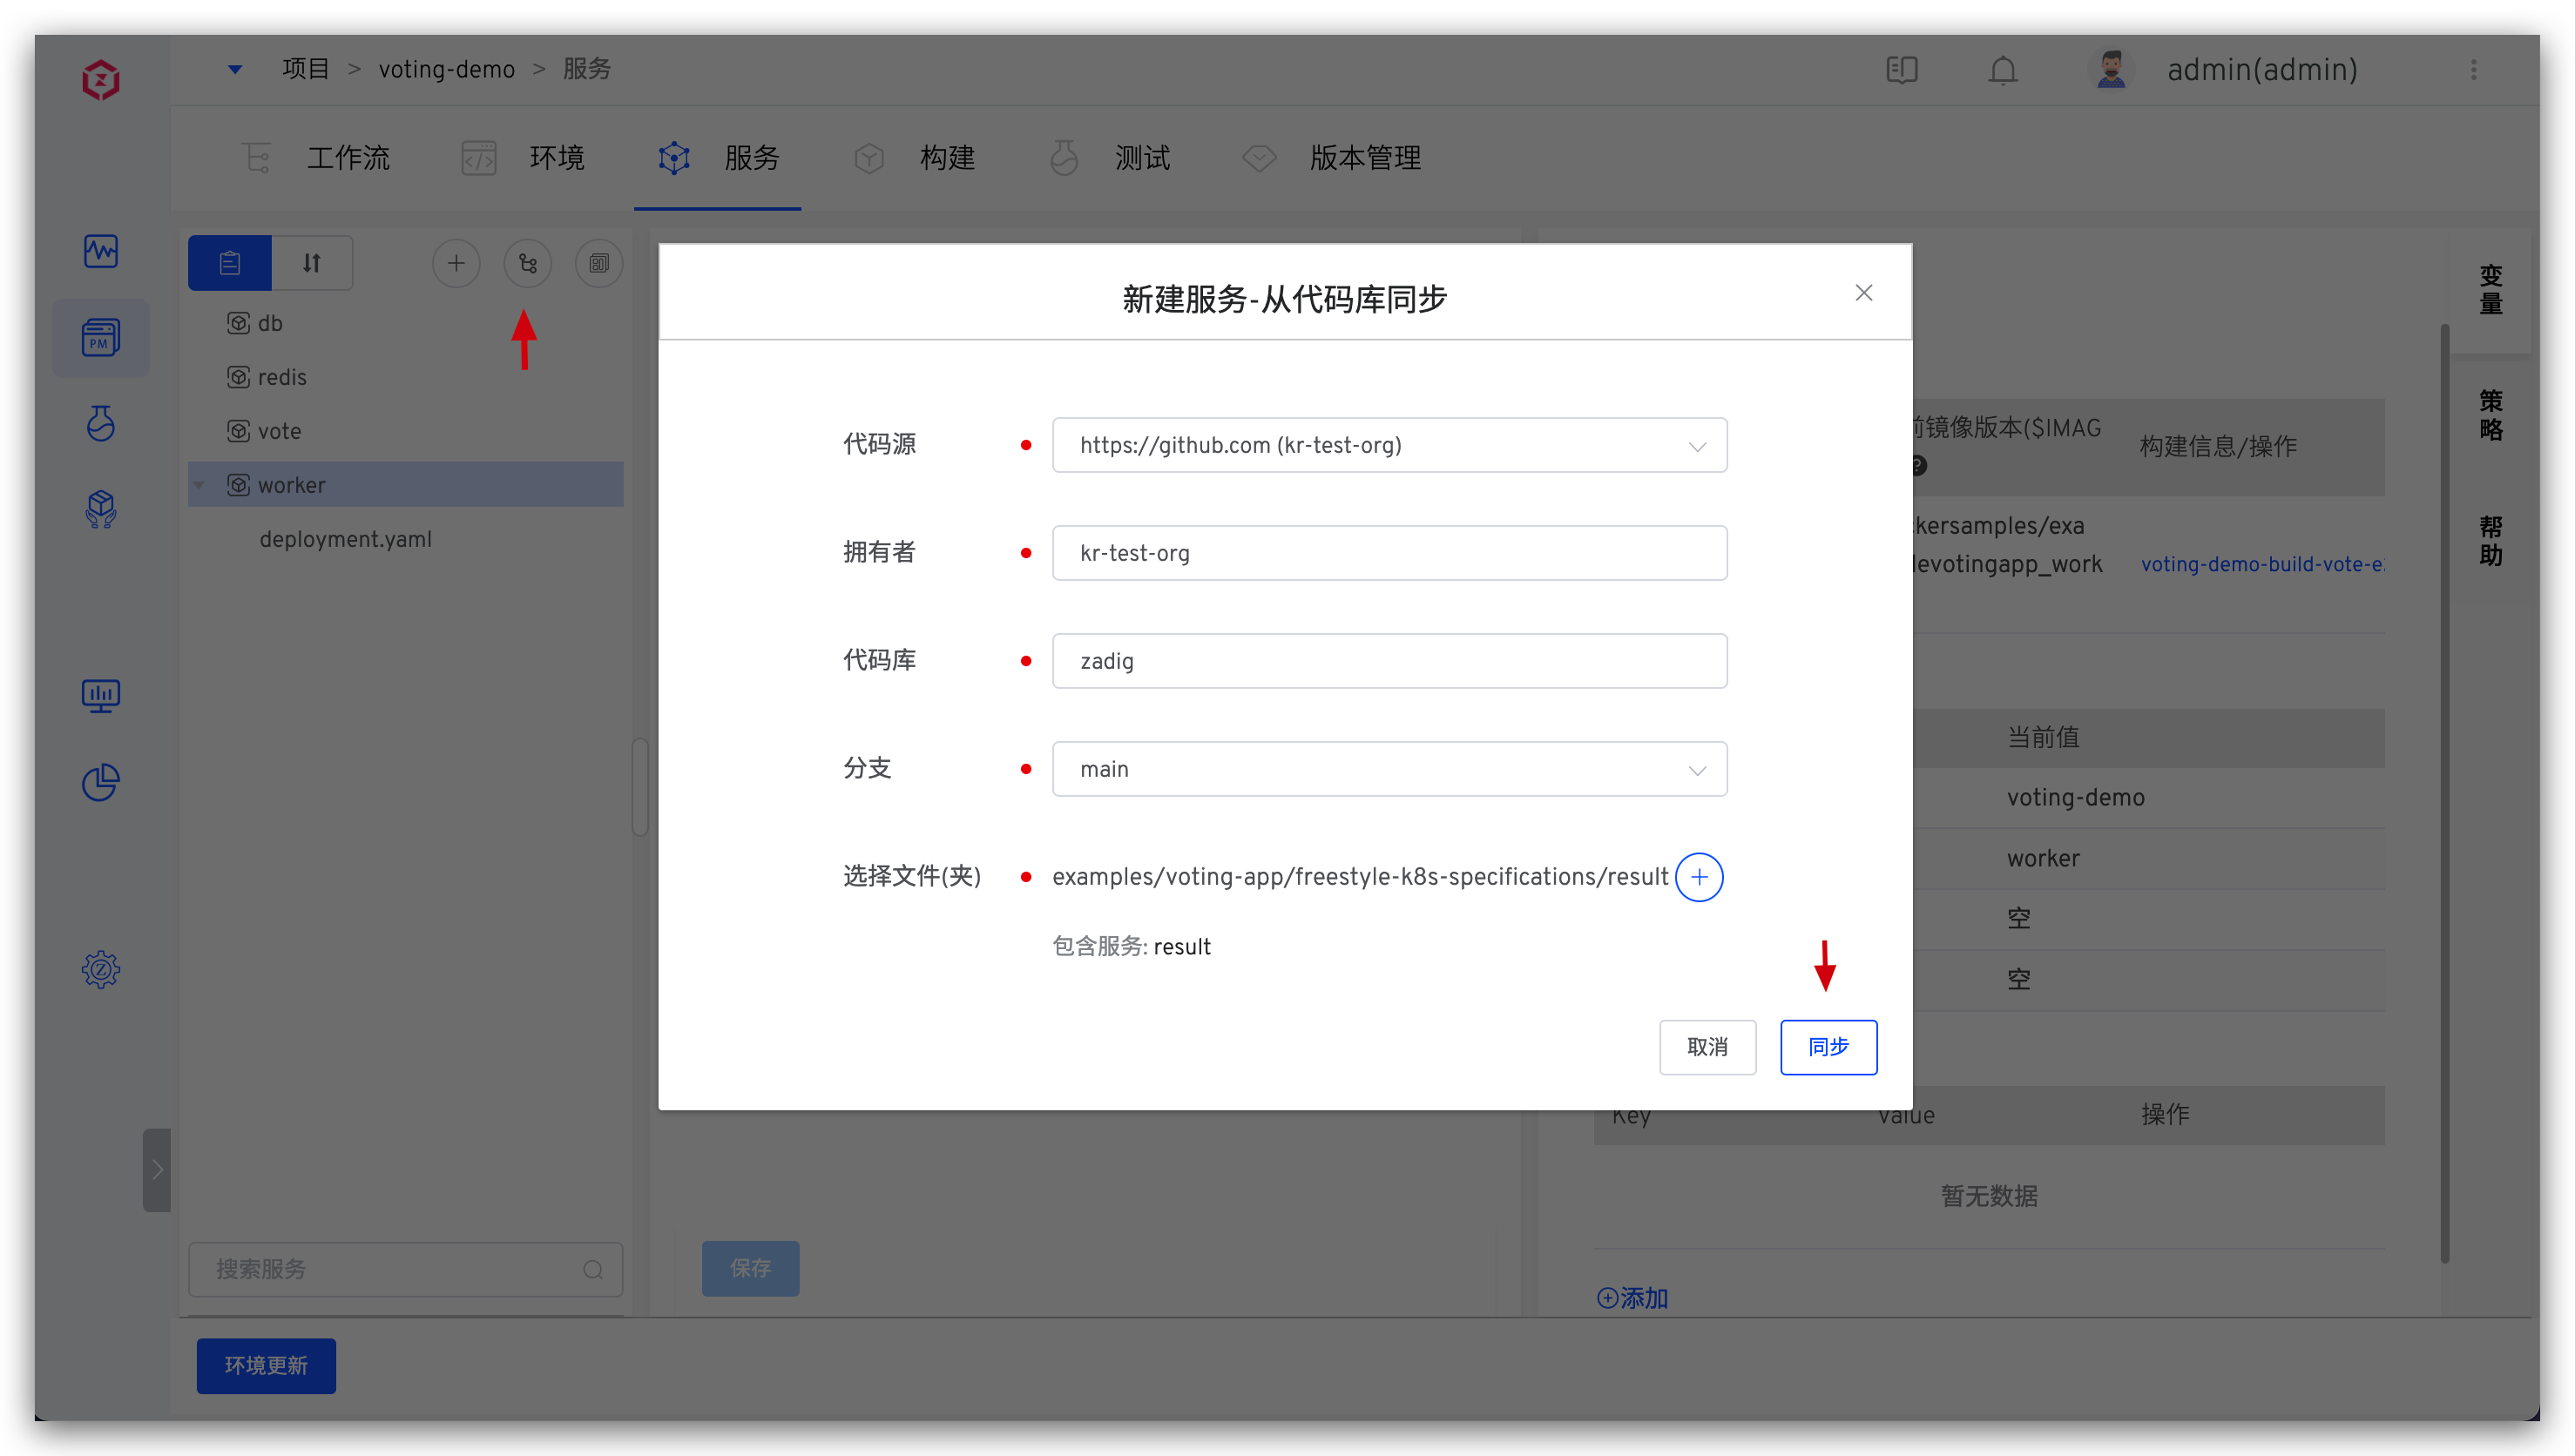 项目 > voting-demo > 服务
admin(admin)
工作流
环境
服务
构建
测试
版本管理
PM
db
redis
vote
worker
deployment.yaml
搜索服务
新建服务-从代码库同步
代码源
https://github.com (kr-test-org)
拥有者
kr-test-org
代码库
zadig
分支
main
选择文件(夹)
examples/voting-app/freestyle-k8s-specifications/result
包含服务: result
取消
同步
保存
前镜像版本($IMAG
构建信息/操作
kersamples/exa
levotingapp_work
voting-demo-build-vote-e
当前值
voting-demo
worker
空
空
Key
Value
操作
暂无数据
添加
变量
策略
帮助
环境更新